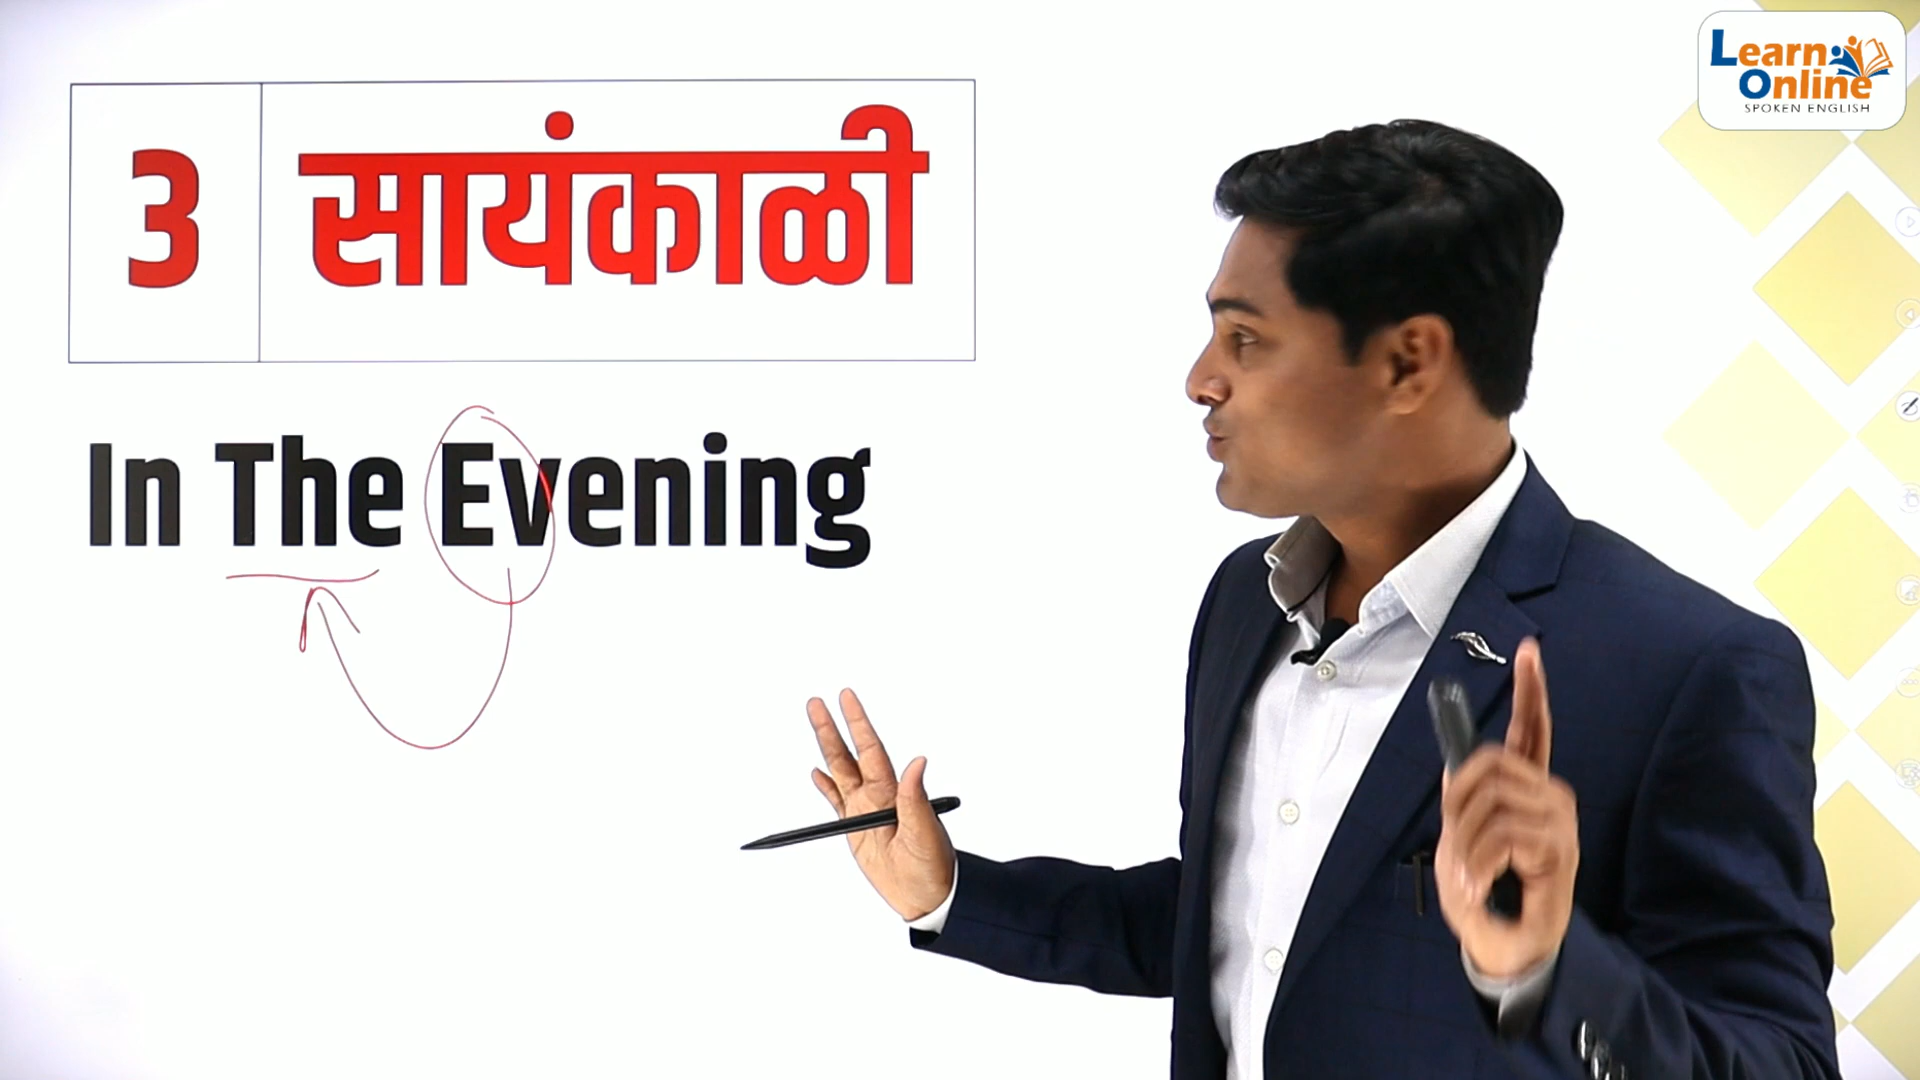 Learn
Online
SPOKEN ENGLISH
3 सायंकाळी
In The Evening